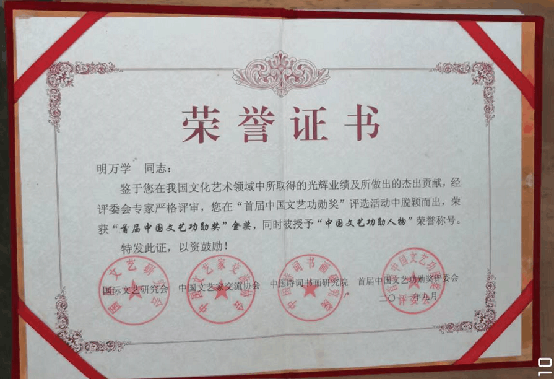 荣誉证书
明万学 同志:
鉴于您在我国文化艺术领域中所取得的光辉业绩及所做出的杰出贡献,经
评委会专家严格评审,您在“首届中国文艺功勋奖”评选活动中脱颖而出,荣
获“首届中国文艺功勋奖”金奖,同时被授予“中国文艺功勋人物”荣誉称号。
特发此证,以资鼓励!
国际文艺研究会 中国文艺家交流协会 中国诗词书画研究院 首届中国文艺功勋奖评委会
年九月
10